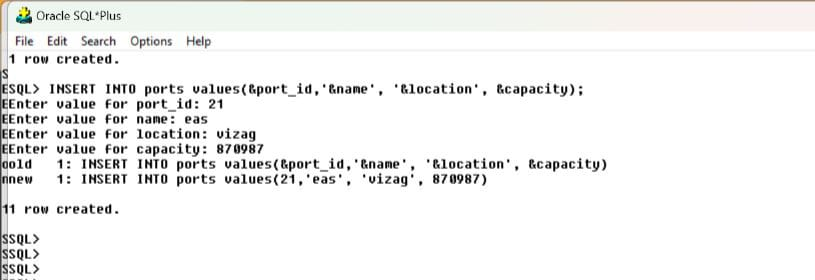 Oracle SQL*Plus
File Edit Search Options Help
1 row created.
S
ESQL> INSERT INTO ports values(&port_id,'&name', '&location', &capacity);
EEnter value for port_id: 21
EEnter value for name: eas
EEnter value for location: vizag
EEnter value for capacity: 870987
oold 1: INSERT INTO ports values(&port_id,'&name', '&location', &capacity)
nnew 1: INSERT INTO ports values(21,'eas', 'vizag', 870987)
11 row created.
SSQL>
SSQL>
SSQL>